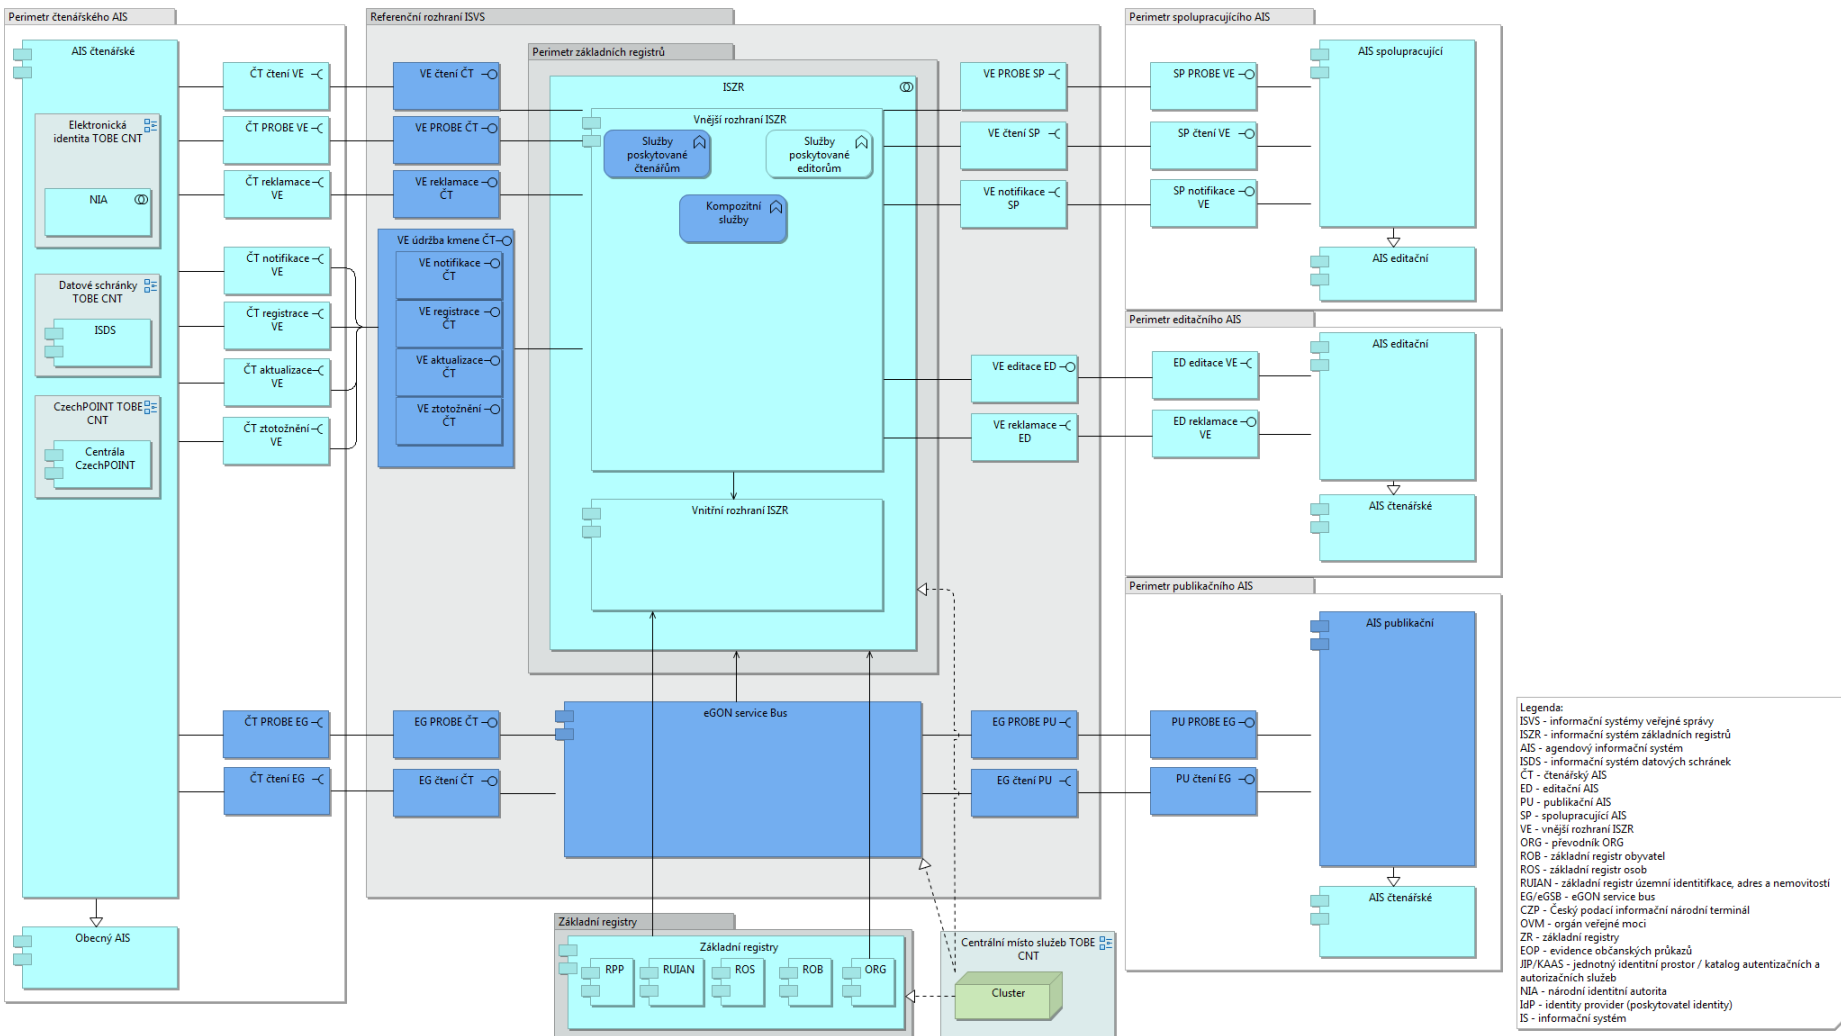 Perimetr čtenářského AIS
AIS čtenářské
Elektronická
identita TOBE CNT
NIA
Datové schránky
TOBE CNT
ISDS
CzechPOINT TOBE
CNT
Centrála
CzechPOINT
Obecný AIS
ČT čtení VE
ČT PROBE VE
ČT reklamace
VE
ČT notifikace
VE
ČT registrace
VE
ČT aktualizace
VE
ČT ztotožnění
VE
ČT PROBE EG
ČT čtení EG
Referenční rozhraní ISVS
VE čtení ČT
VE PROBE ČT
VE reklamace
ČT
VE údržba kmene ČT
VE notifikace
ČT
VE registrace
ČT
VE aktualizace
ČT
VE ztotožnění
ČT
EG PROBE ČT
EG čtení ČT
Perimetr základních registrů
ISZR
Vnější rozhraní ISZR
Služby
poskytované
čtenářům
Služby
poskytované
editorům
Kompozitní
služby
Vnitřní rozhraní ISZR
eGON service Bus
VE PROBE SP
VE čtení SP
VE notifikace
SP
VE editace ED
VE reklamace
ED
EG PROBE PU
EG čtení PU
Základní registry
Základní registry
RPP
RUIAN
ROS
ROB
ORG
Centrální místo služeb TOBE
CNT
Cluster
Perimetr spolupracujícího AIS
SP PROBE VE
SP čtení VE
SP notifikace
VE
AIS spolupracující
AIS editační
Perimetr editačního AIS
ED editace VE
ED reklamace
VE
AIS editační
AIS čtenářské
Perimetr publikačního AIS
PU PROBE EG
PU čtení EG
AIS publikační
AIS čtenářské
Legenda:
ISVS - informační systémy veřejné správy
ISZR - informační systém základních registrů
AIS - agendový informační systém
ISDS - informační systém datových schránek
ČT - čtenářský AIS
ED - editační AIS
PU - publikační AIS
SP - spolupracující AIS
VE - vnější rozhraní ISZR
ORG - převodník ORG
ROB - základní registr obyvatel
ROS - základní registr osob
RUIAN - základní registr územní identitifkace, adres a nemovitostí
EG/eGSB - eGON service bus
CZP - Český podací informační národní terminál
OVM - orgán veřejné moci
ZR - základní registry
EOP - evidence občanských průkazů
JIP/KAAS - jednotný identitní prostor / katalog autentizačních a
autorizačních služeb
NIA - národní identitní autorita
IdP - identity provider (poskytovatel identity)
IS - informační systém